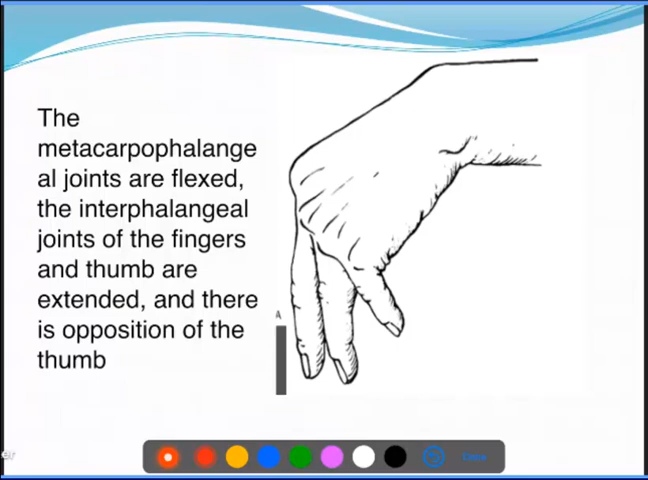 The
metacarpophalange
al joints are flexed,
the interphalangeal
joints of the fingers
and thumb are
extended, and there
is opposition of the
thumb
A
er